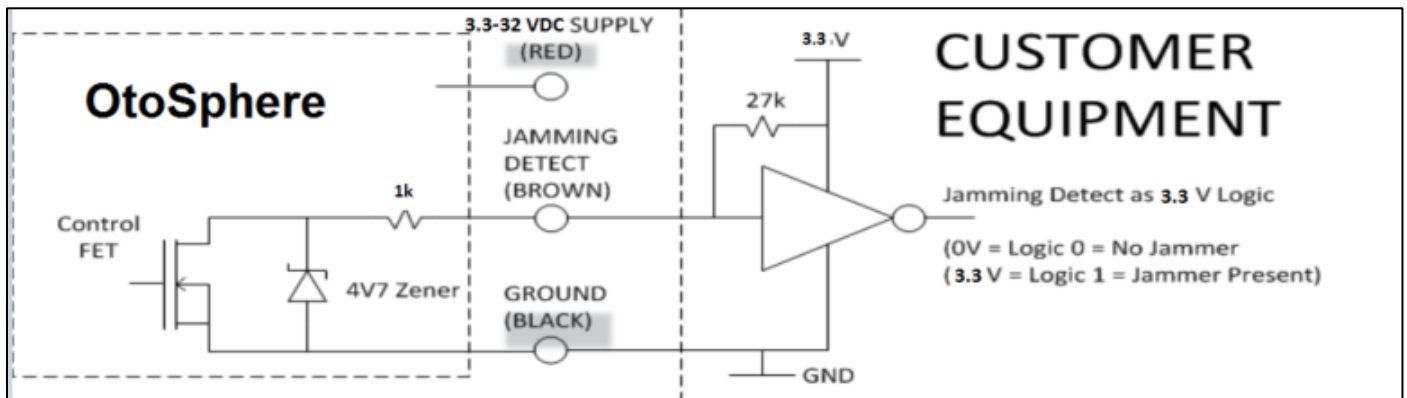 3.3-32 VDC SUPPLY
(RED)
OtoSphere
JAMMING
DETECT
(BROWN)
1k
Control
FET
4V7 Zener
GROUND
(BLACK)
3.3 V
27k
CUSTOMER
EQUIPMENT
Jamming Detect as 3.3 V Logic
(0V = Logic 0 = No Jammer
(3.3 V = Logic 1 = Jammer Present)
GND